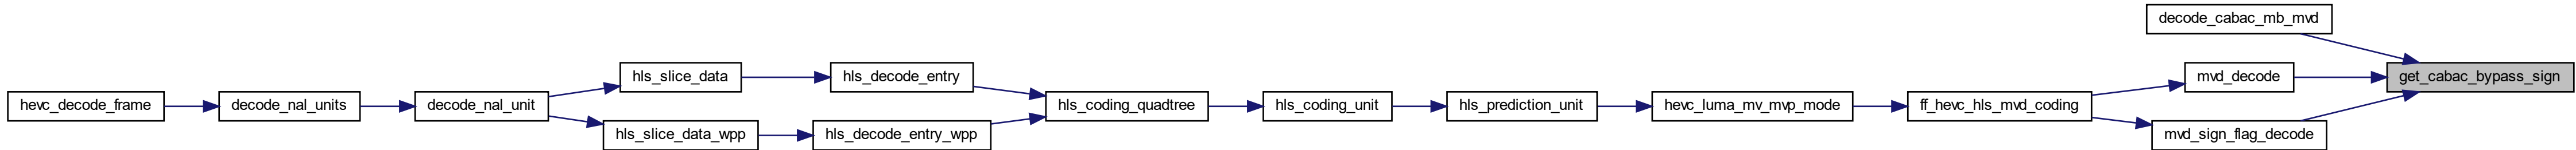 decode_cabac_mb_mvd
hls_slice_data
hls_decode_entry
mvd_decode
get_cabac_bypass_sign
hevc_decode_frame
decode_nal_units
decode_nal_unit
hls_coding_quadtree
hls_coding_unit
hls_prediction_unit
hevc_luma_mv_mvp_mode
ff_hevc_hls_mvd_coding
hls_slice_data_wpp
hls_decode_entry_wpp
mvd_sign_flag_decode